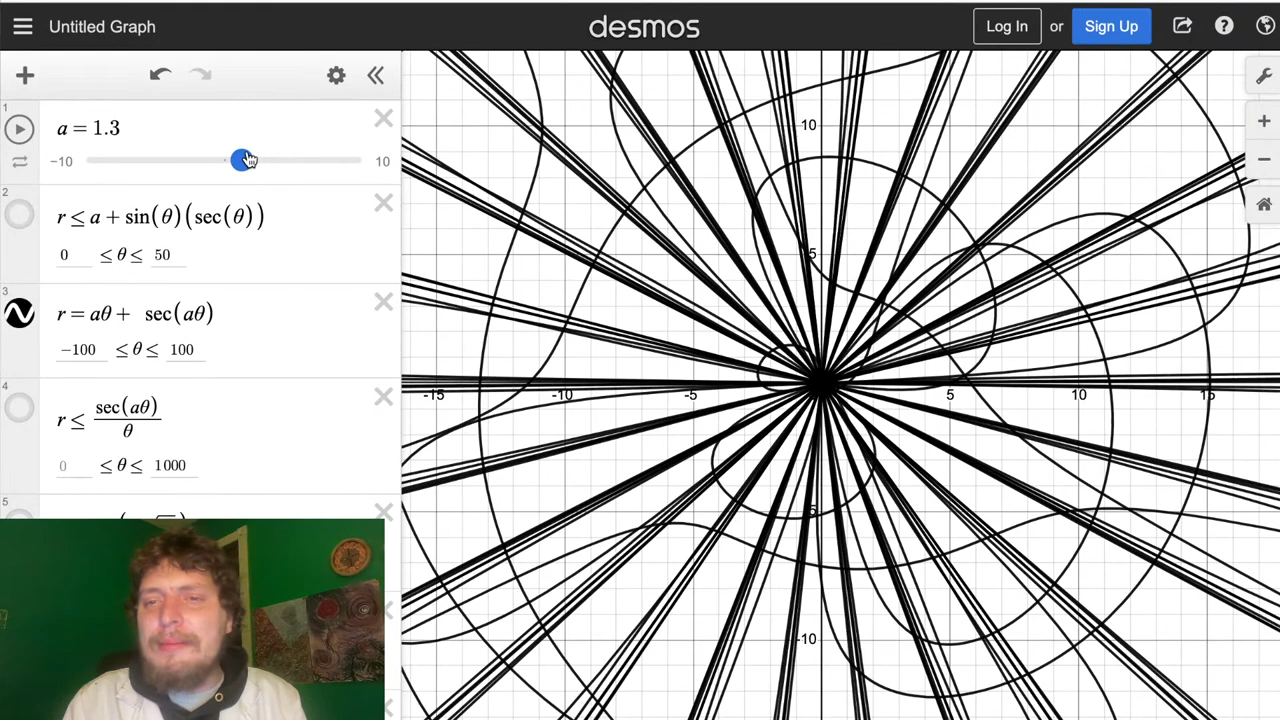 Untitled Graph
desmos
Log In or Sign Up
1
a = 1.3
-10 10
2
r ≤ a + sin(θ)(sec(θ))
0 ≤ θ ≤ 50
3
r = aθ + sec(aθ)
-100 ≤ θ ≤ 100
4
r ≤ sec(aθ)/θ
0 ≤ θ ≤ 1000
5
10
5
-15 -10 -5 5 10 15
-10